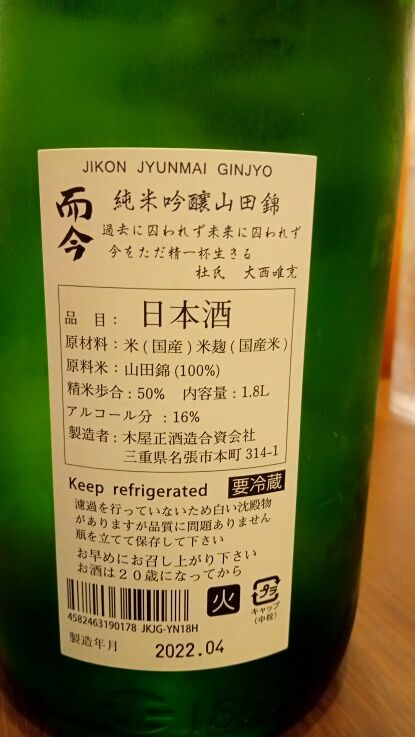 JIKON JYUNMAI GINJYO
而今 純米吟醸山田錦
過去に囚われず未来に囚われず
今をただ精一杯生きる
杜氏 大西唯克
品 目: 日本酒
原材料:米(国産)米麹(国産米)
原料米:山田錦(100%)
精米歩合:50% 内容量:1.8L
アルコール分 :16%
製造者:木屋正酒造合資会社
三重県名張市本町 314-1
Keep refrigerated 要冷蔵
濾過を行っていないため白い沈殿物
がありますが品質に問題ありません
瓶を立てて保存して下さい
お早めにお召し上がり下さい
お酒は20歳になってから
4582463190178 JKJG-YN18H
火
プラ
キャップ
(中栓)
製造年月 2022.04